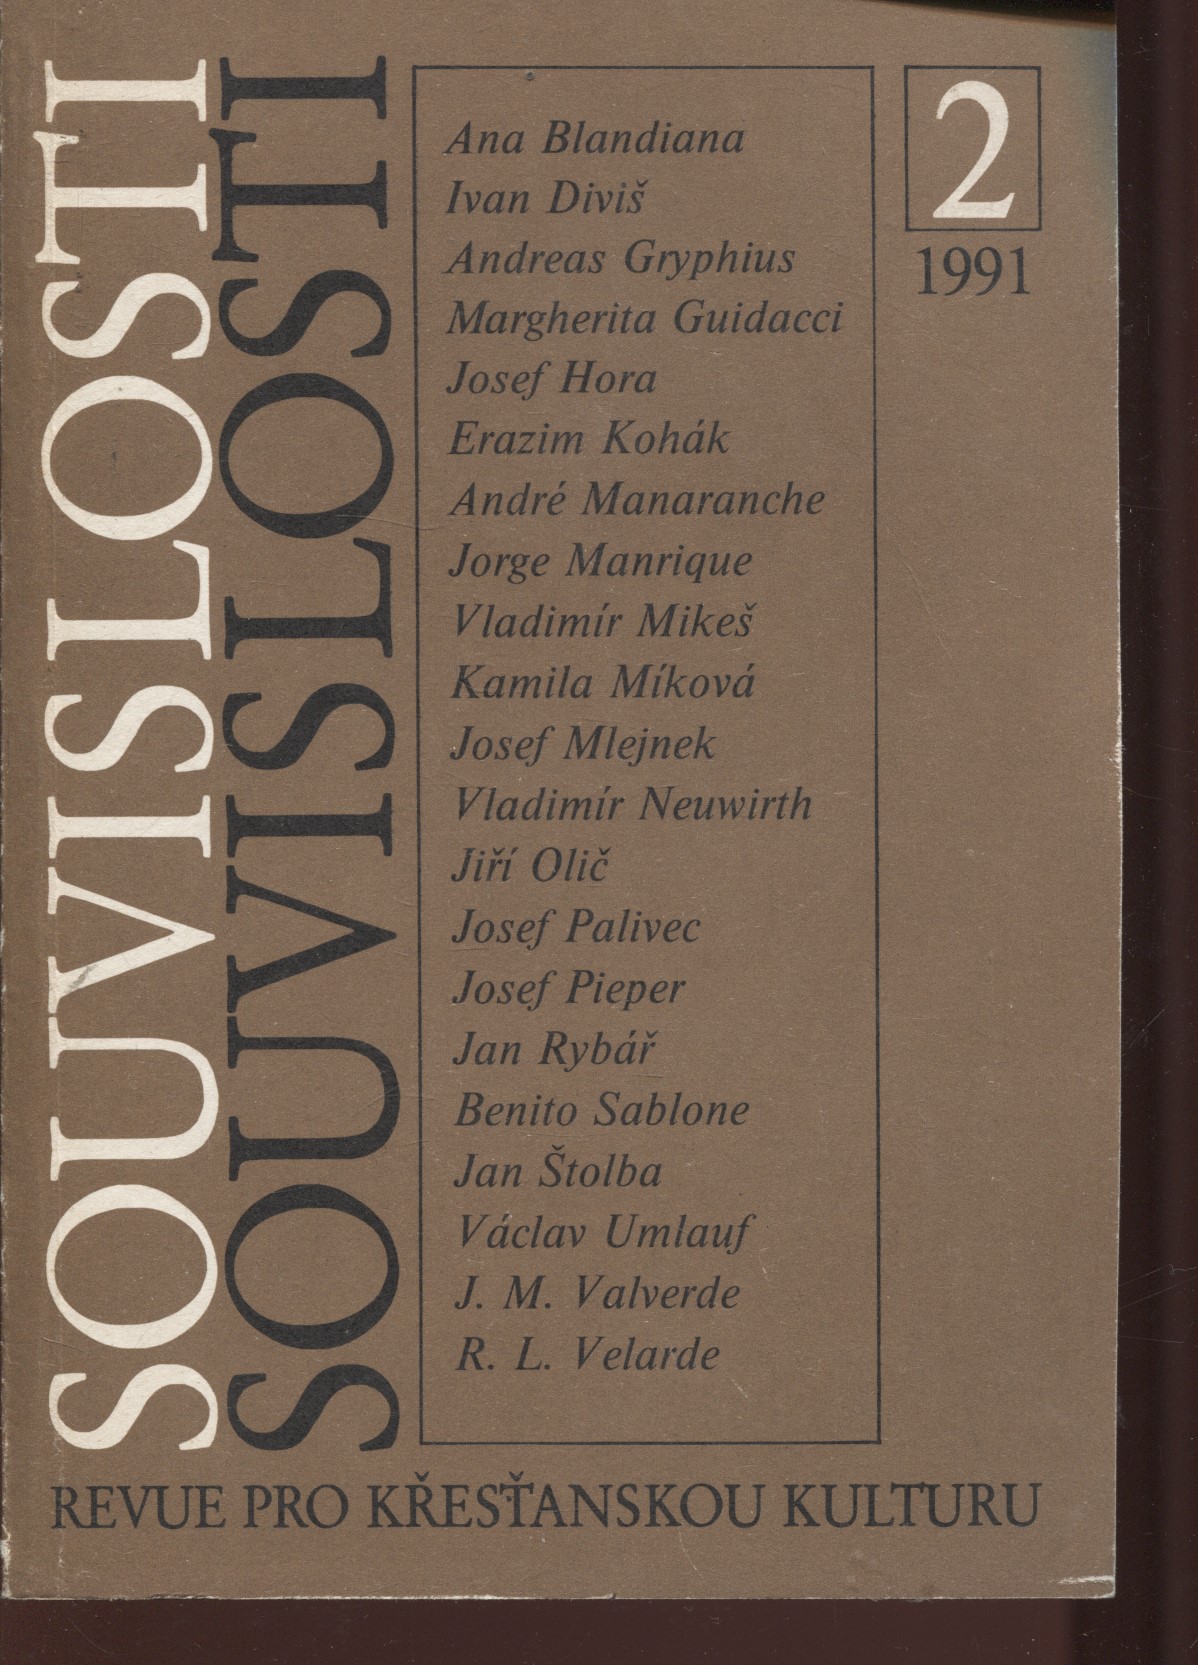 SOUVISLOSTI
SOUVISLOSTI
Ana Blandiana
Ivan Diviš
Andreas Gryphius
Margherita Guidacci
Josef Hora
Erazim Kohák
André Manaranche
Jorge Manrique
Vladimír Mikeš
Kamila Míková
Josef Mlejnek
Vladimír Neuwirth
Jiří Olič
Josef Palivec
Josef Pieper
Jan Rybář
Benito Sablone
Jan Štolba
Václav Umlauf
J. M. Valverde
R. L. Velarde
2
1991
REVUE PRO KŘESŤANSKOU KULTURU